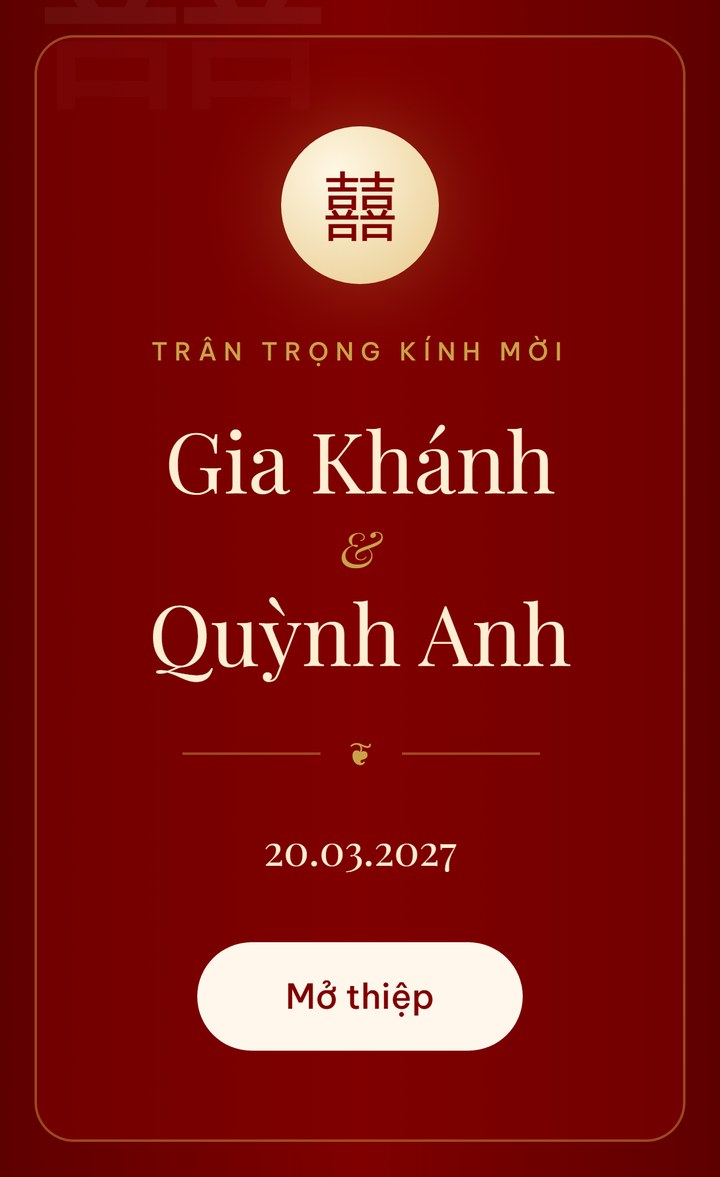 囍
TRÂN TRỌNG KÍNH MỜI
Gia Khánh
&
Quỳnh Anh
20.03.2027
Mở thiệp